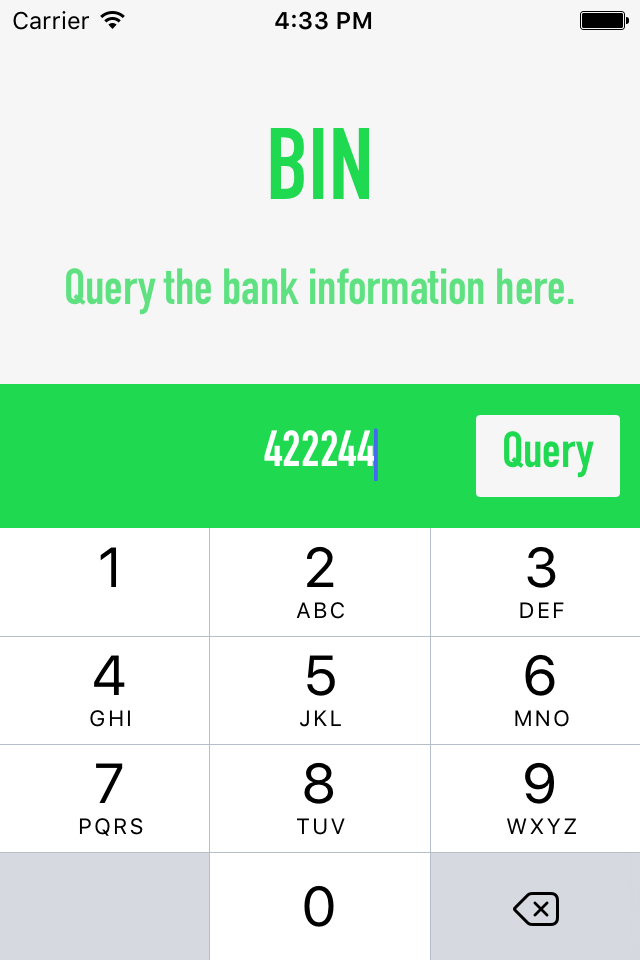 Carrier 4:33 PM
BIN
Query the bank information here.
422244 Query
1 2 3
ABC DEF
4 5 6
GHI JKL MNO
7 8 9
PQRS TUV WXYZ
0